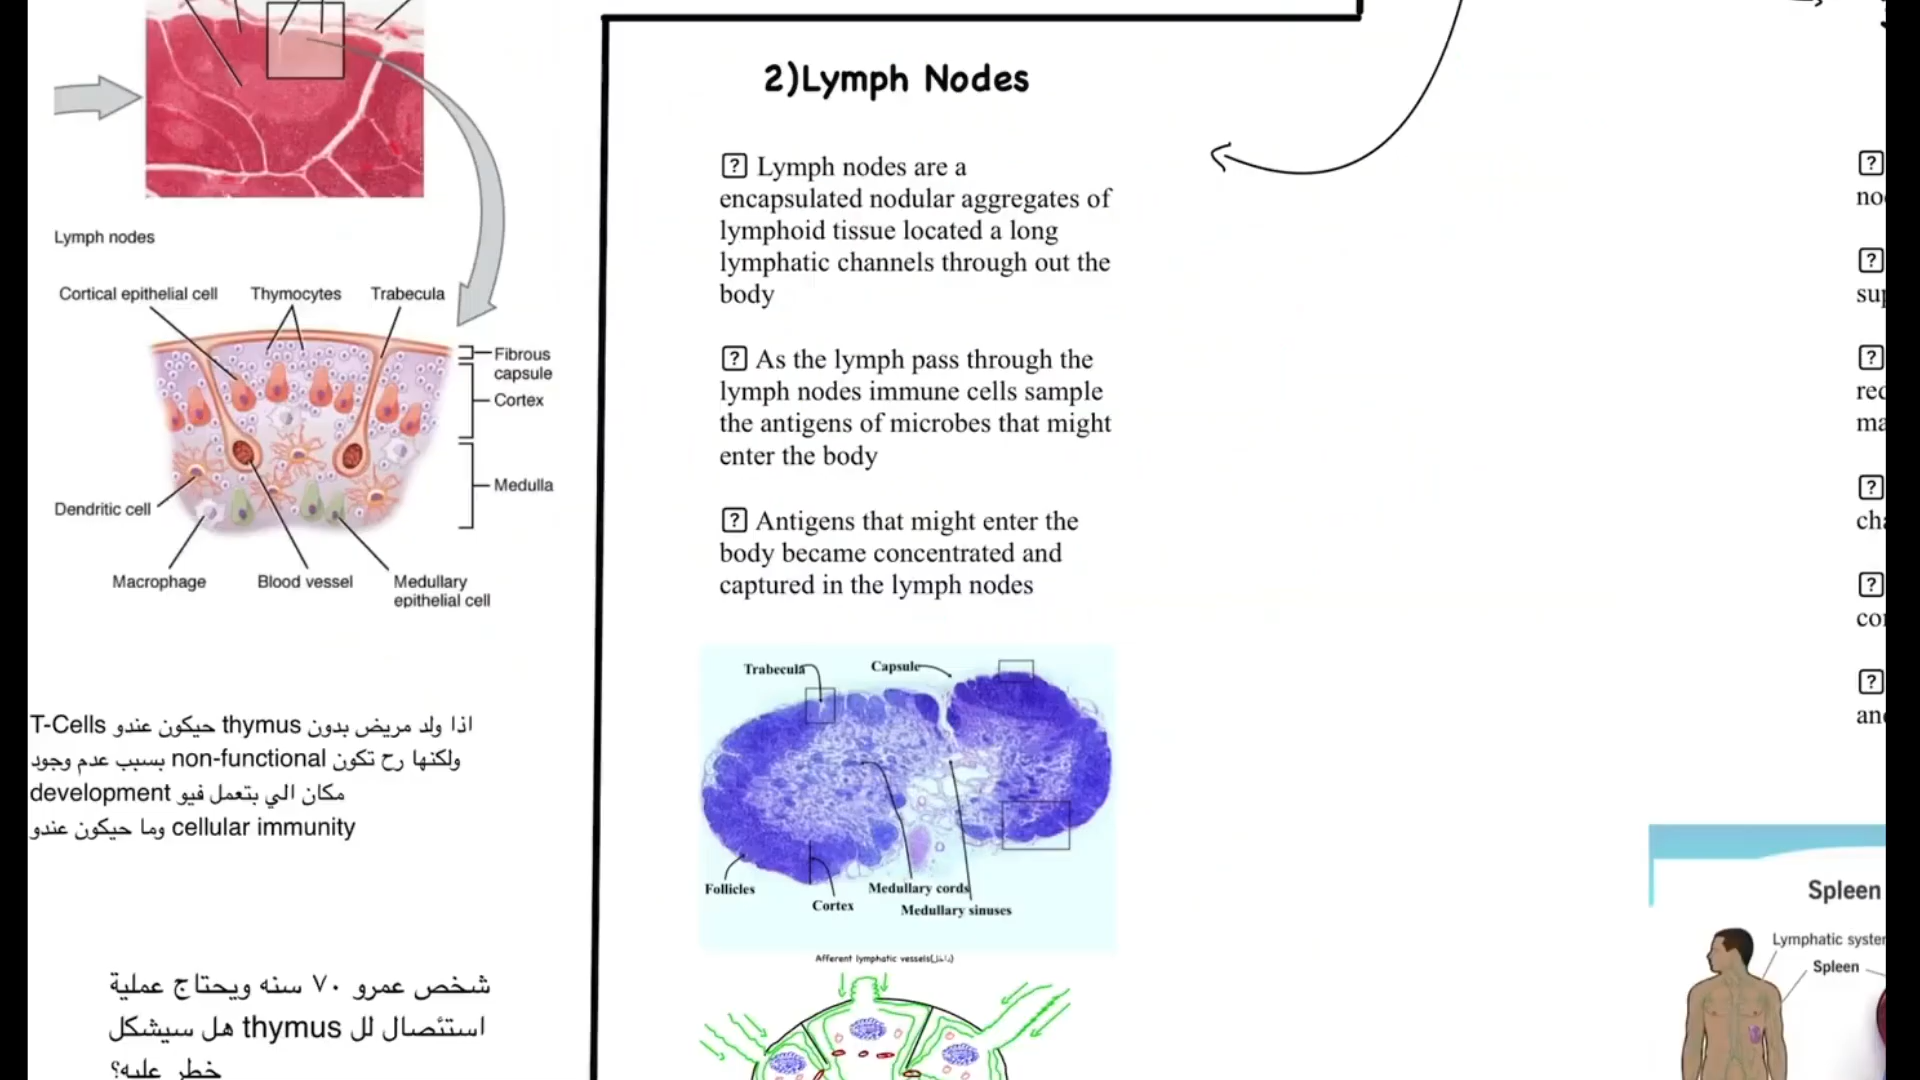 Lymph nodes
Cortical epithelial cell
Thymocytes
Trabecula
Fibrous
capsule
Cortex
Medulla
Dendritic cell
Macrophage
Blood vessel
Medullary
epithelial cell
اذا ولد مريض بدون thymus حيكون عندو T-Cells
ولكنها رح تكون non-functional بسبب عدم وجود
مكان الي بتعمل فيو development
وما حيكون عندو cellular immunity
شخص عمرو ٧٠ سنه ويحتاج عملية
استئصال لل thymus هل سيشكل
خطر عليه؟
2)Lymph Nodes
Lymph nodes are a
encapsulated nodular aggregates of
lymphoid tissue located a long
lymphatic channels through out the
body
As the lymph pass through the
lymph nodes immune cells sample
the antigens of microbes that might
enter the body
Antigens that might enter the
body became concentrated and
captured in the lymph nodes
Trabecula
Capsule
Follicles
Cortex
Medullary cords
Medullary sinuses
Afferent lymphatic vessels(داخل)
Spleen
Lymphatic system
Spleen